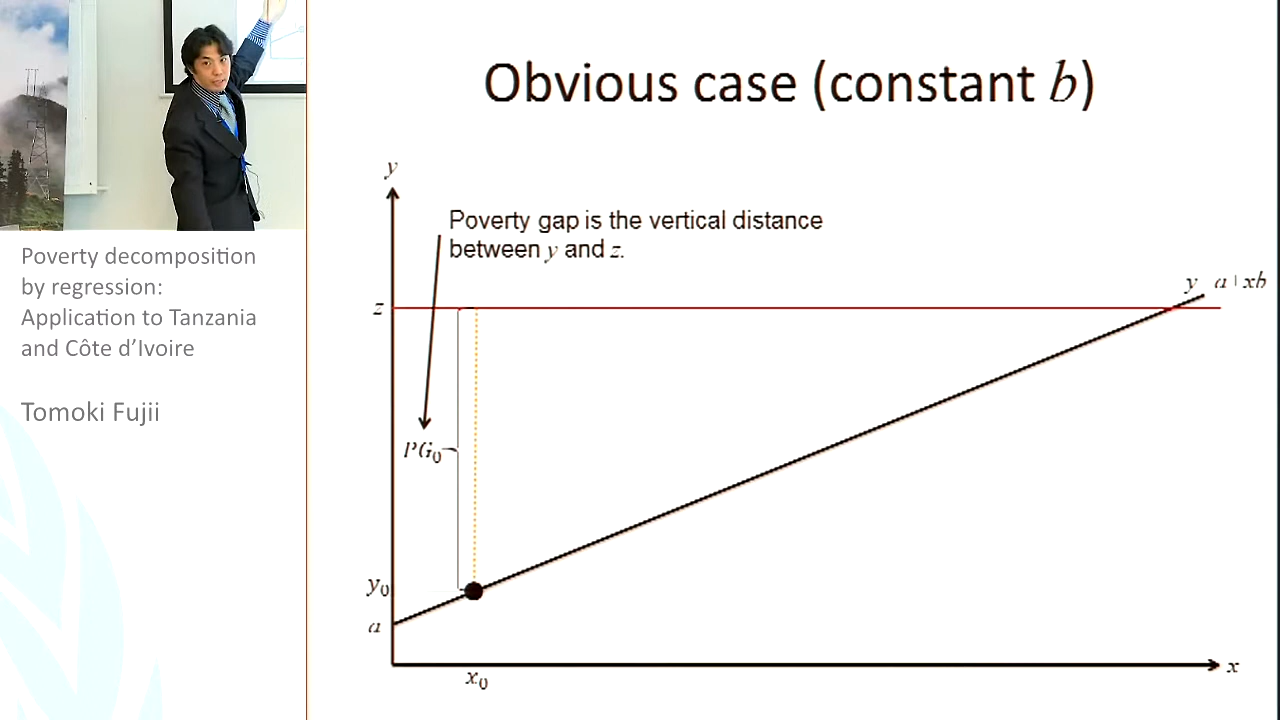 Poverty decomposition
by regression:
Application to Tanzania
and Côte d'Ivoire
Tomoki Fujii
Obvious case (constant b)
y
Poverty gap is the vertical distance
between y and z.
y a+xb
z
PG₀
y₀
a
x₀
x